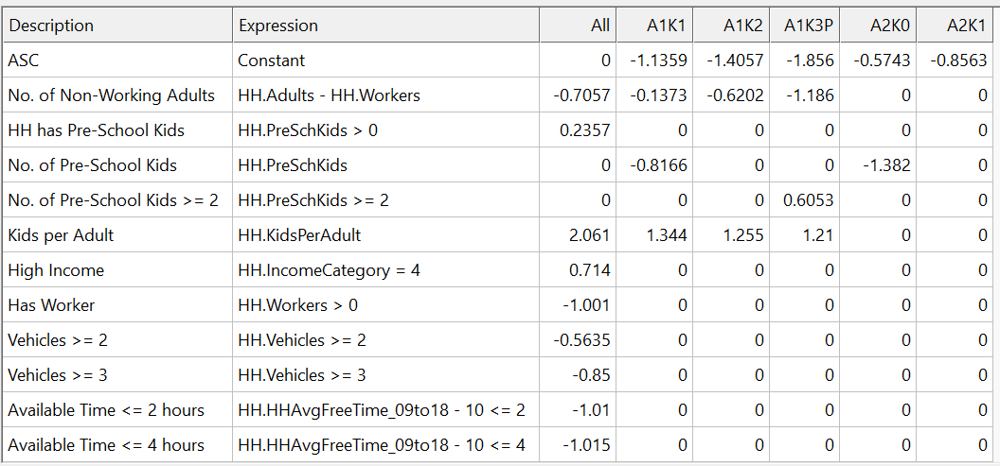 Description Expression All A1K1 A1K2 A1K3P A2K0 A2K1
ASC Constant 0 -1.1359 -1.4057 -1.856 -0.5743 -0.8563
No. of Non-Working Adults HH.Adults - HH.Workers -0.7057 -0.1373 -0.6202 -1.186 0 0
HH has Pre-School Kids HH.PreSchKids > 0 0.2357 0 0 0 0 0
No. of Pre-School Kids HH.PreSchKids 0 -0.8166 0 0 -1.382 0
No. of Pre-School Kids >= 2 HH.PreSchKids >= 2 0 0 0 0.6053 0 0
Kids per Adult HH.KidsPerAdult 2.061 1.344 1.255 1.21 0 0
High Income HH.IncomeCategory = 4 0.714 0 0 0 0 0
Has Worker HH.Workers > 0 -1.001 0 0 0 0 0
Vehicles >= 2 HH.Vehicles >= 2 -0.5635 0 0 0 0 0
Vehicles >= 3 HH.Vehicles >= 3 -0.85 0 0 0 0 0
Available Time <= 2 hours HH.HHAvgFreeTime_09to18 - 10 <= 2 -1.01 0 0 0 0 0
Available Time <= 4 hours HH.HHAvgFreeTime_09to18 - 10 <= 4 -1.015 0 0 0 0 0